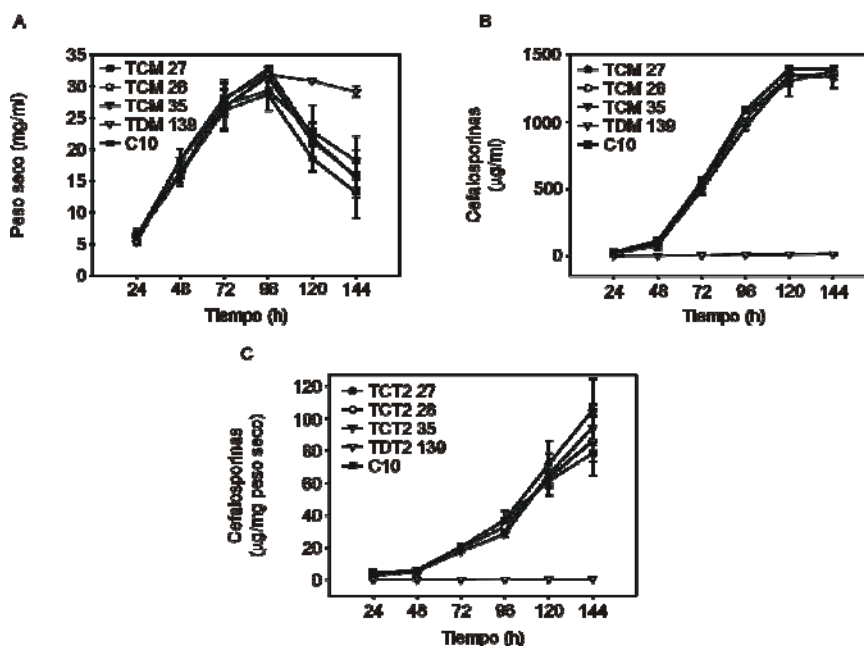 A
Peso seco (mg/ml)
35
30
25
20
15
10
5
0
TCM 27
TCM 28
TCM 35
TDM 139
C10
24 48 72 96 120 144
Tiempo (h)
B
Cefalosporinas
(µg/ml)
1500
1000
500
0
TCM 27
TCM 28
TCM 35
TDM 139
C10
24 48 72 96 120 144
Tiempo (h)
C
Cefalosporinas
(µg/mg peso seco)
120
100
80
60
40
20
0
TCT2 27
TCT2 28
TCT2 35
TDT2 139
C10
24 48 72 96 120 144
Tiempo (h)